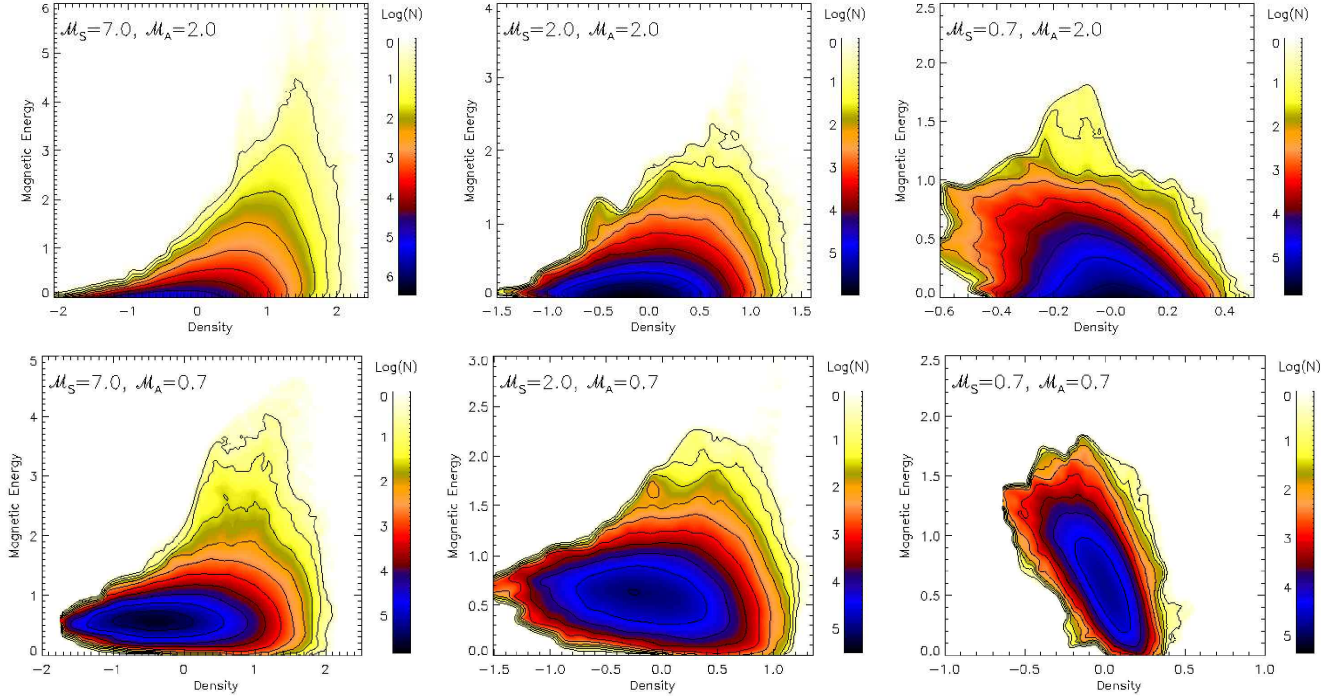 ℳS=7.0, ℳA=2.0
Log(N)
Magnetic Energy
6
5
4
3
2
1
0
−2 −1 0 1 2
Density
0
1
2
3
4
5
6
ℳS=2.0, ℳA=2.0
Log(N)
Magnetic Energy
4
3
2
1
0
−1.5 −1.0 −0.5 0.0 0.5 1.0 1.5
Density
0
1
2
3
4
5
ℳS=0.7, ℳA=2.0
Log(N)
Magnetic Energy
2.5
2.0
1.5
1.0
0.5
0.0
−0.6 −0.4 −0.2 −0.0 0.2 0.4
Density
0
1
2
3
4
5
ℳS=7.0, ℳA=0.7
Log(N)
Magnetic Energy
5
4
3
2
1
0
−2 −1 0 1 2
Density
0
1
2
3
4
5
ℳS=2.0, ℳA=0.7
Log(N)
Magnetic Energy
3.0
2.5
2.0
1.5
1.0
0.5
0.0
−1.5 −1.0 −0.5 0.0 0.5 1.0
Density
0
1
2
3
4
5
ℳS=0.7, ℳA=0.7
Log(N)
Magnetic Energy
2.5
2.0
1.5
1.0
0.5
0.0
−1.0 −0.5 0.0 0.5 1.0
Density
0
1
2
3
4
5